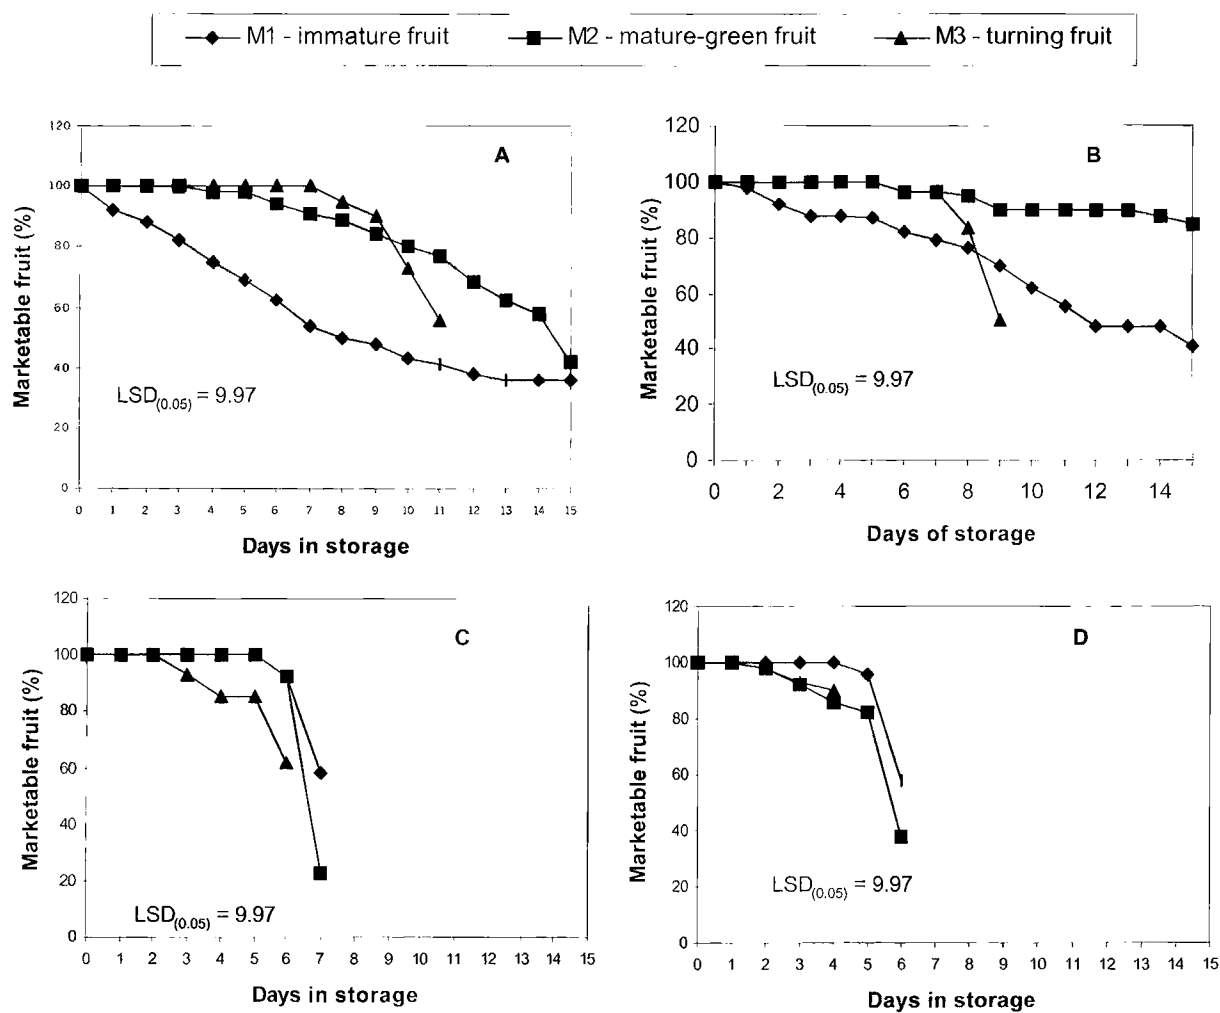 M1 - immature fruit M2 - mature-green fruit M3 - turning fruit
A
Marketable fruit (%)
120
100
80
60
40
20
0
LSD(0.05) = 9.97
0 1 2 3 4 5 6 7 8 9 10 11 12 13 14 15
Days in storage
B
Marketable fruit (%)
120
100
80
60
40
20
0
LSD(0.05) = 9.97
0 2 4 6 8 10 12 14
Days of storage
C
Marketable fruit (%)
120
100
80
60
40
20
0
LSD(0.05) = 9.97
0 1 2 3 4 5 6 7 8 9 10 11 12 13 14 15
Days in storage
D
Marketable fruit (%)
120
100
80
60
40
20
0
LSD(0.05) = 9.97
0 1 2 3 4 5 6 7 8 9 10 11 12 13 14 15
Days in storage